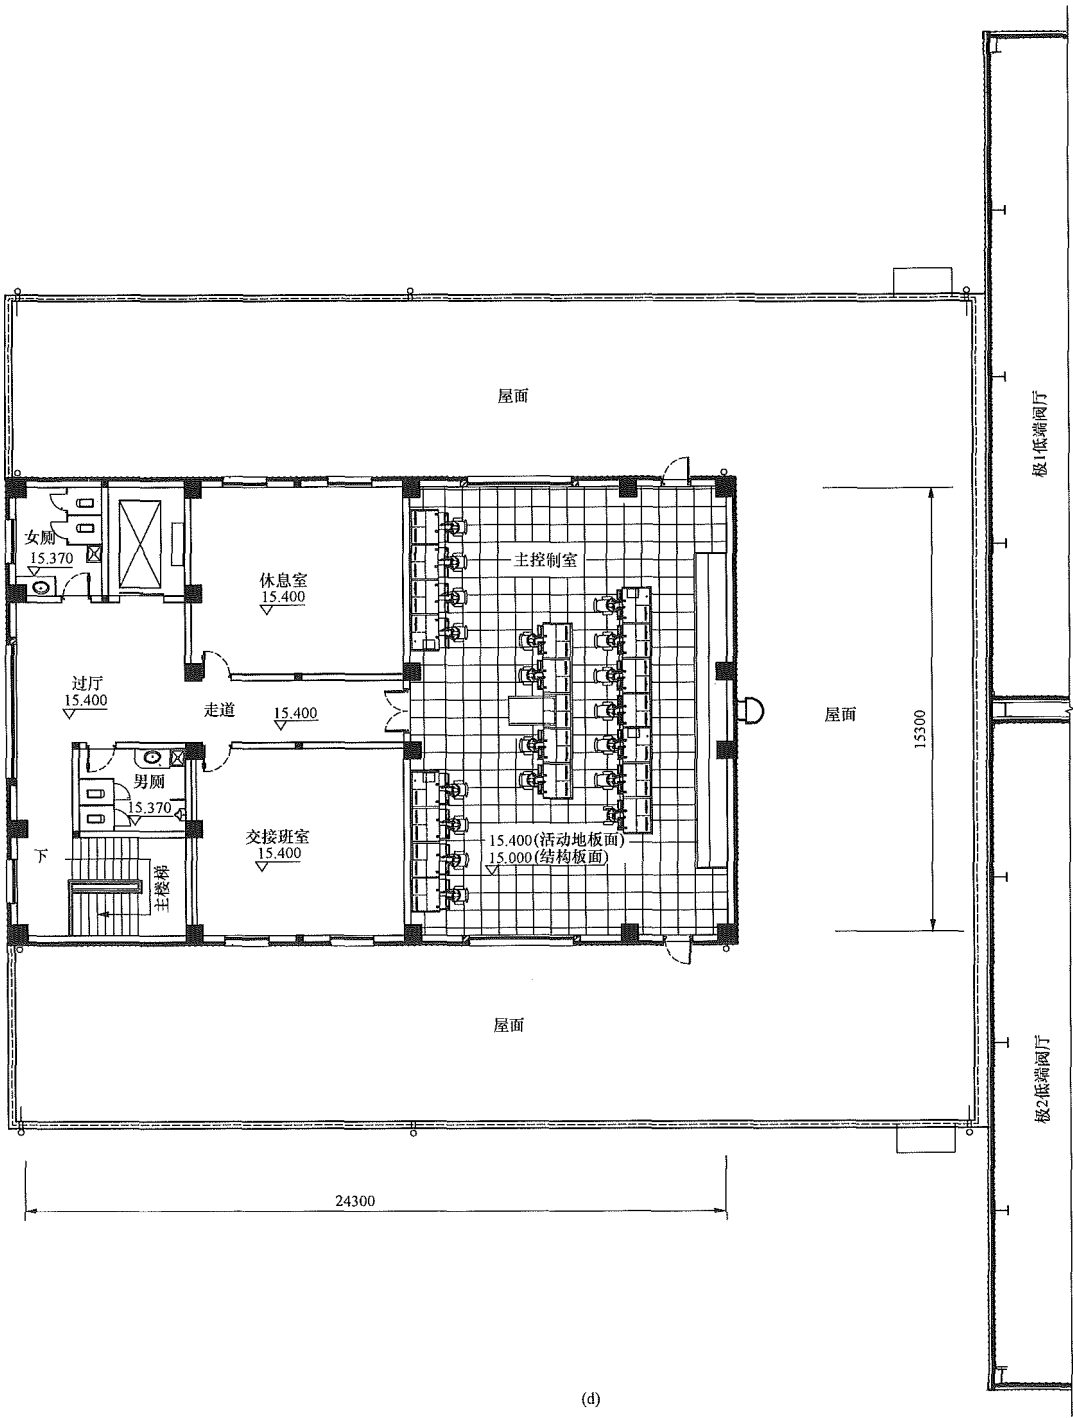 屋面
极1低端阀厅
女厕
15.370
主控制室
休息室
15.400
过厅
15.400
走道
15.400
屋面
15300
男厕
15.370
交接班室
15.400
15.400(活动地板面)
15.000(结构板面)
下
主楼梯
屋面
极2低端阀厅
24300
(d)